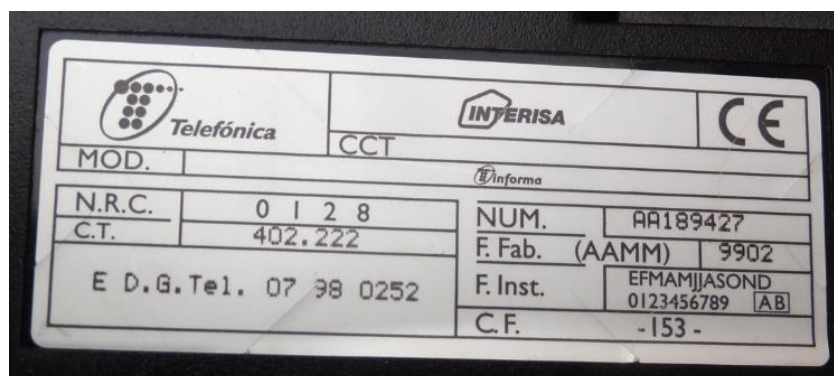 Telefónica
CCT
INTERISA
CE
MOD.
informa
N.R.C. 0 1 2 8
C.T. 402.222
E D.G.Tel. 07 98 0252
NUM. AA189427
F. Fab. (AAMM) 9902
F. Inst. EFMAMJJASOND
0123456789 AB
C.F. -153-